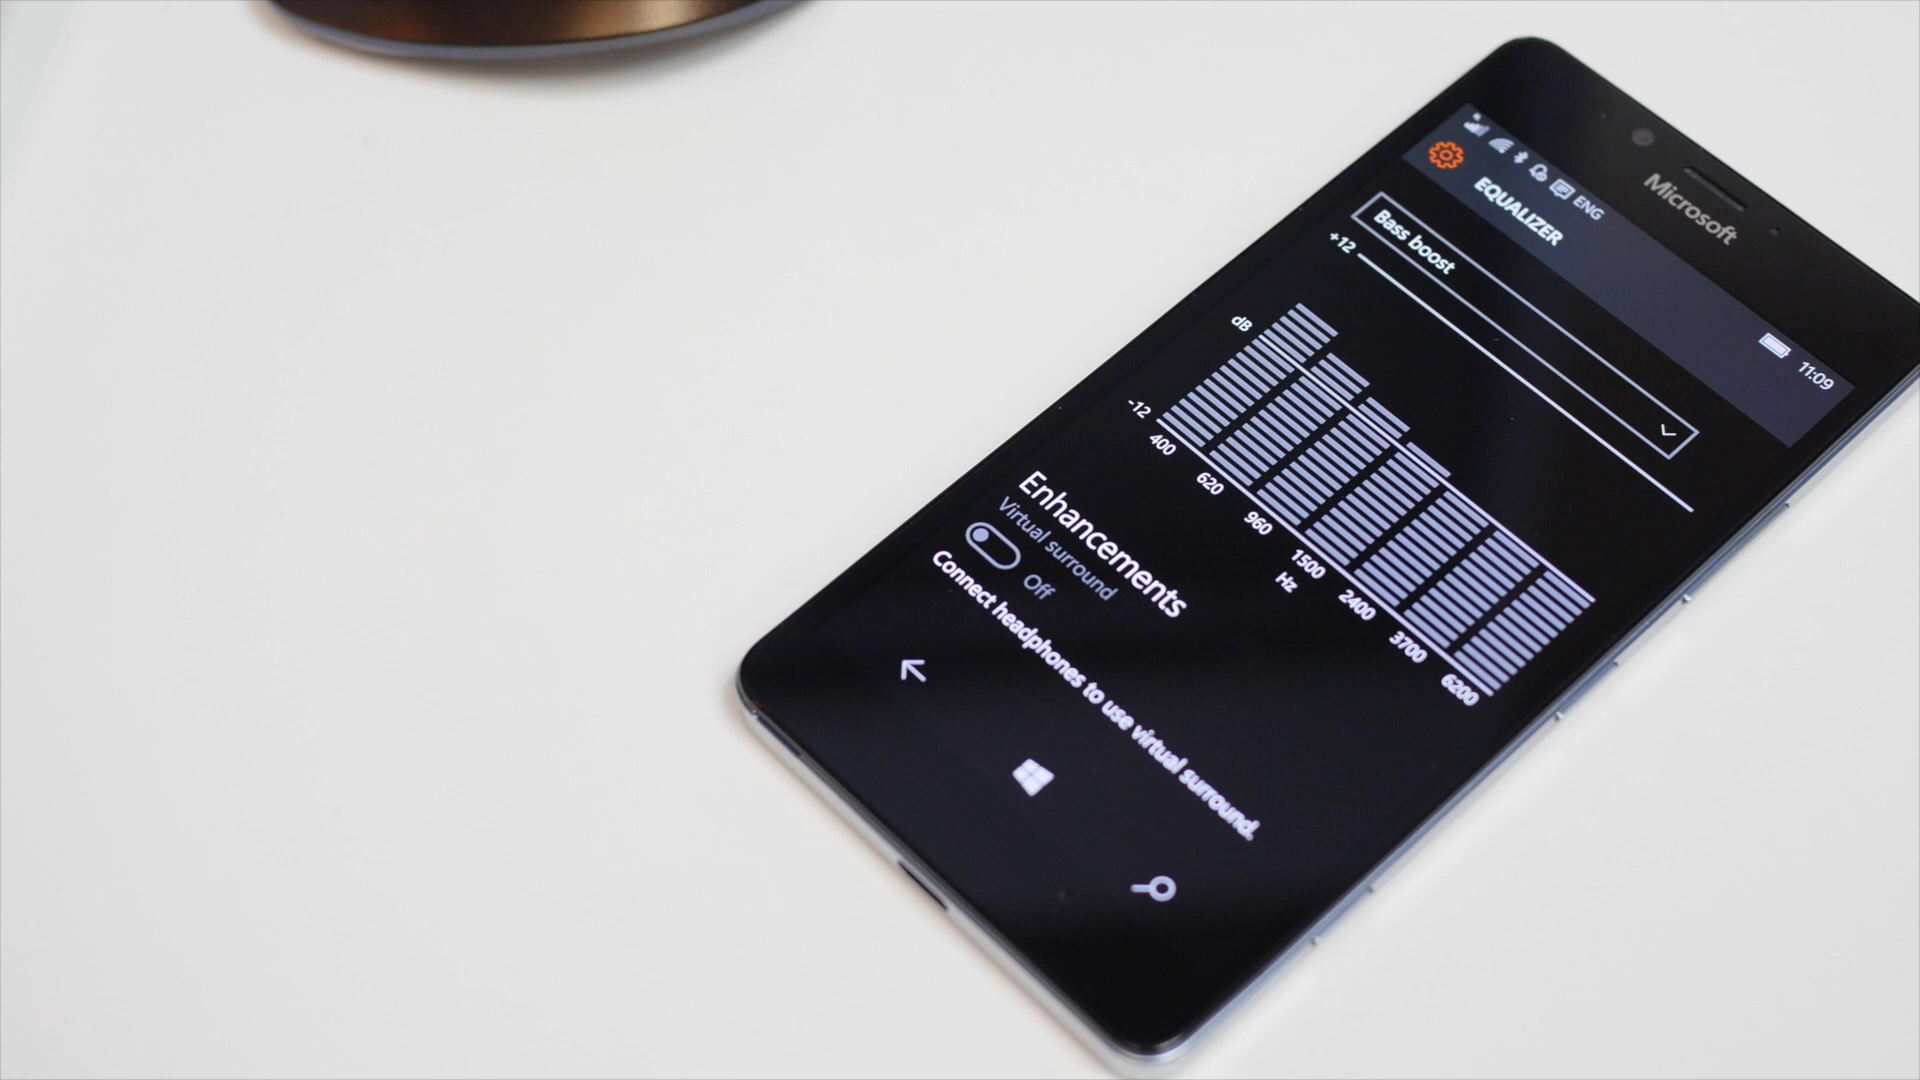 Microsoft
ENG
11:09
EQUALIZER
Bass boost
+12
dB
-12
400 620 960 1500 2400 3700 6200
Hz
Enhancements
Virtual surround
Off
Connect headphones to use virtual surround.